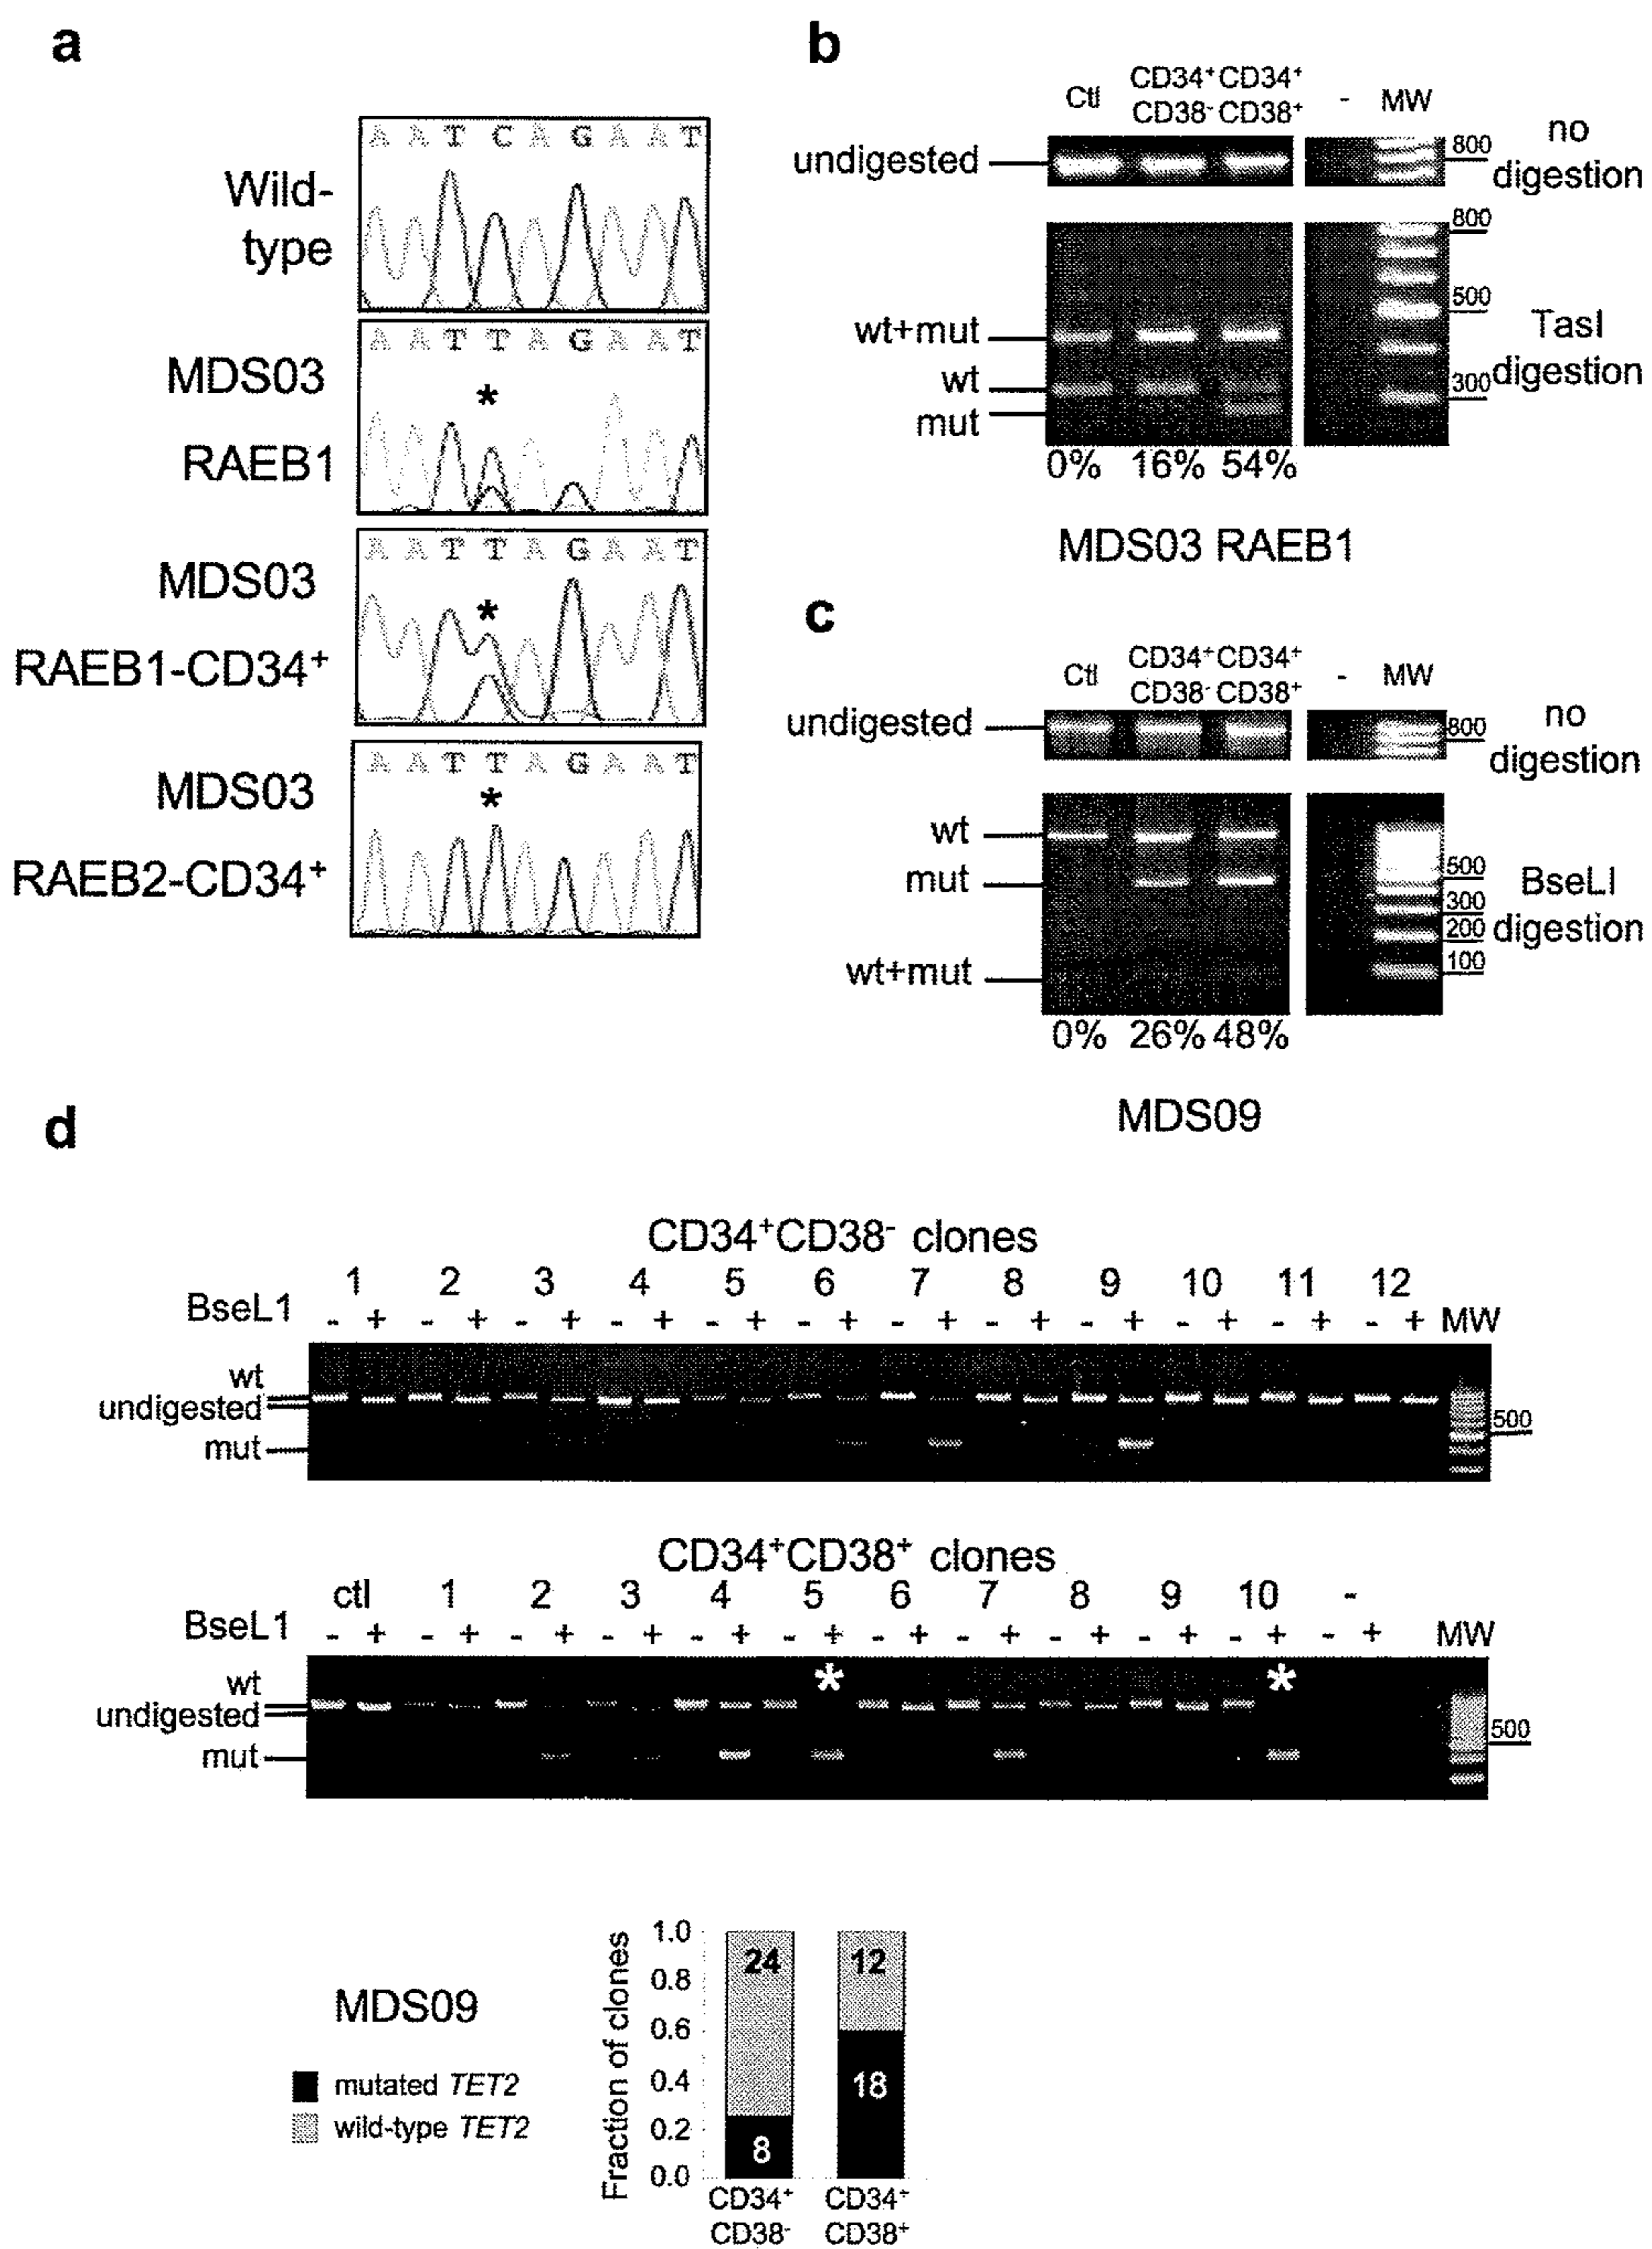 a
Wild-
type
A A T C A G A A T
MDS03
RAEB1
A A T T A G A A T
*
MDS03
RAEB1-CD34+
A A T T A G A A T
*
MDS03
RAEB2-CD34+
A A T T A G A A T
*
b
Ctl CD34+ CD34+ - MW
CD38- CD38+
undigested
800
no
digestion
800
500
300
wt+mut
wt
mut
TasI
digestion
0% 16% 54%
MDS03 RAEB1
c
Ctl CD34+ CD34+ - MW
CD38- CD38+
undigested
800
no
digestion
wt
mut
wt+mut
500
300
200
100
BseLI
digestion
0% 26% 48%
MDS09
d
CD34+CD38- clones
1 2 3 4 5 6 7 8 9 10 11 12
BseL1 - + - + - + - + - + - + - + - + - + - + - + - + MW
wt
undigested
mut
500
CD34+CD38+ clones
ctl 1 2 3 4 5 6 7 8 9 10 -
BseL1 - + - + - + - + - + - + - + - + - + - + - + - + MW
* *
wt
undigested
mut
500
MDS09
mutated TET2
wild-type TET2
Fraction of clones
1.0
0.8
0.6
0.4
0.2
0.0
24 12
8 18
CD34+ CD34+
CD38- CD38+